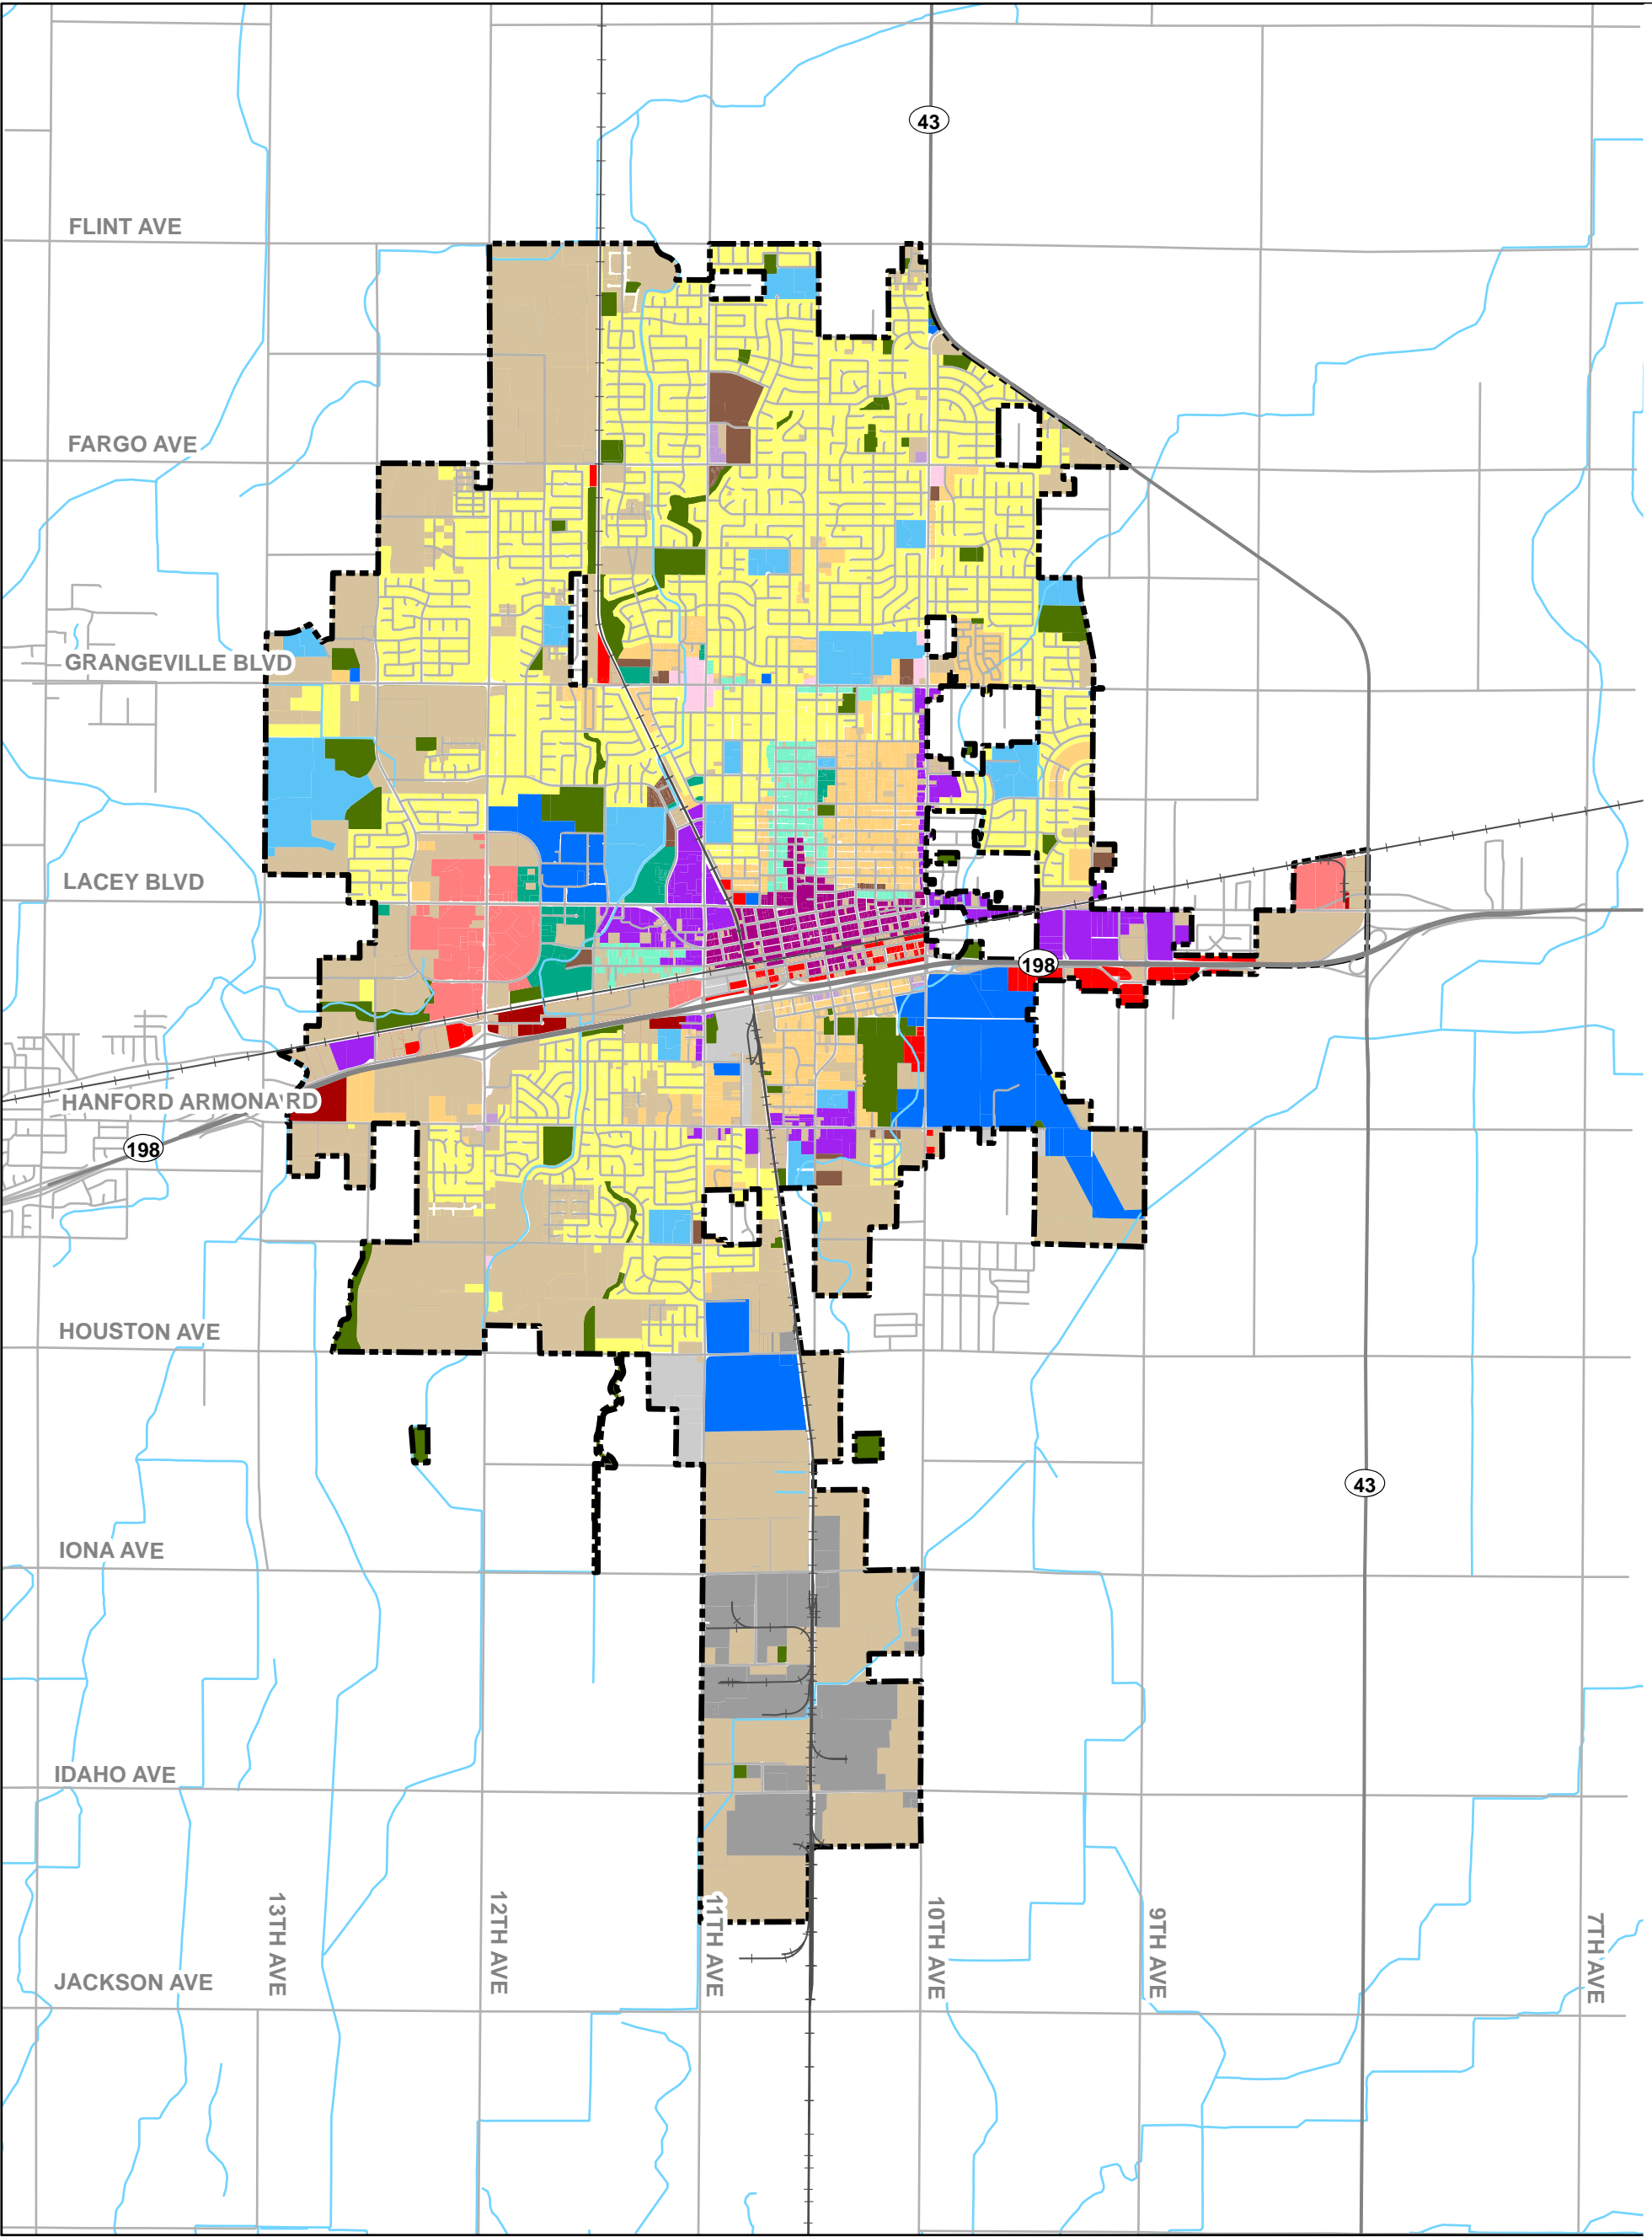 43
FLINT AVE
FARGO AVE
GRANGEVILLE BLVD
LACEY BLVD
198
HANFORD ARMONA RD
198
HOUSTON AVE
43
IONA AVE
IDAHO AVE
13TH AVE
12TH AVE
11TH AVE
10TH AVE
9TH AVE
7TH AVE
JACKSON AVE